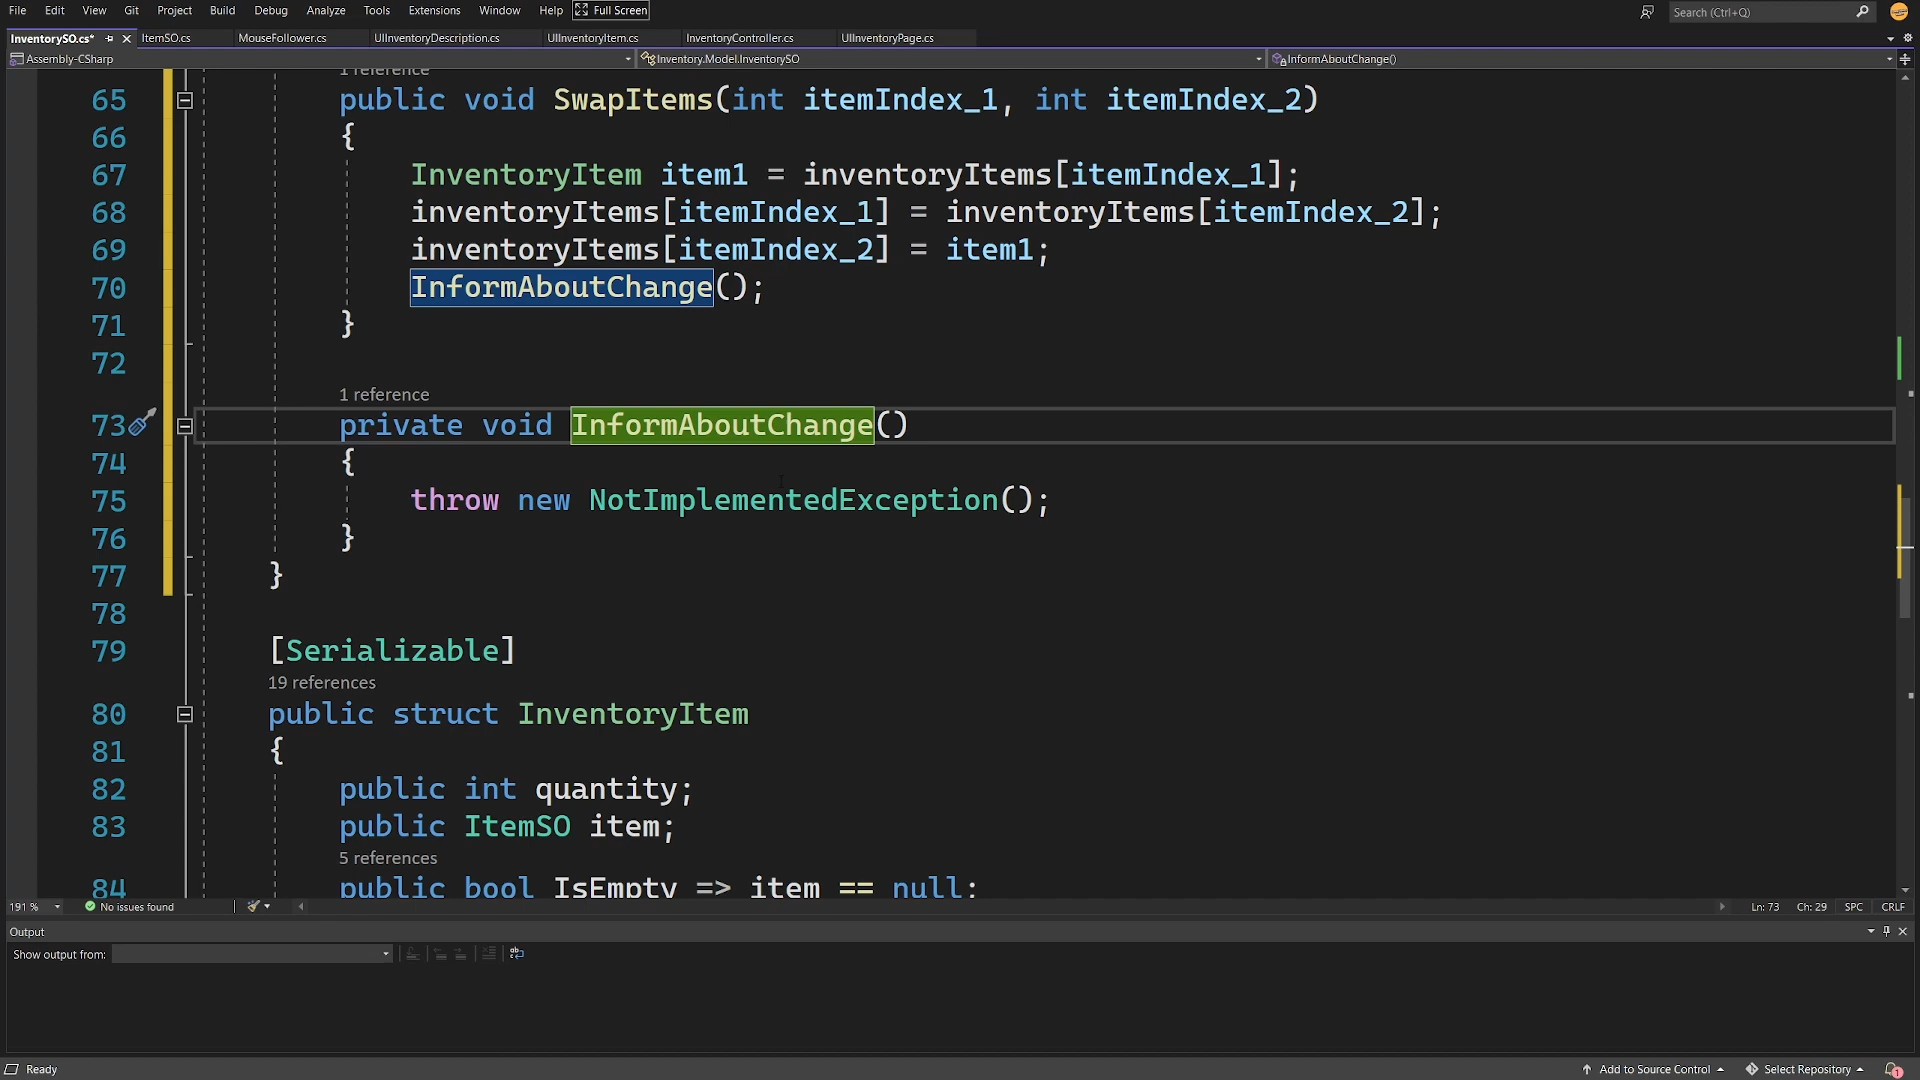 File Edit View Git Project Build Debug Analyze Tools Extensions Window Help Full Screen Search (Ctrl+Q)
InventorySO.cs* ItemSO.cs MouseFollower.cs UIInventoryDescription.cs UIInventoryItem.cs InventoryController.cs UIInventoryPage.cs
Assembly-CSharp Inventory.Model.InventorySO InformAboutChange()
1 reference
65 public void SwapItems(int itemIndex_1, int itemIndex_2)
66 {
67 InventoryItem item1 = inventoryItems[itemIndex_1];
68 inventoryItems[itemIndex_1] = inventoryItems[itemIndex_2];
69 inventoryItems[itemIndex_2] = item1;
70 InformAboutChange();
71 }
72
1 reference
73 private void InformAboutChange()
74 {
75 throw new NotImplementedException();
76 }
77 }
78
79 [Serializable]
19 references
80 public struct InventoryItem
81 {
82 public int quantity;
83 public ItemSO item;
5 references
84 public bool IsEmpty => item == null;
191 % No issues found Ln: 73 Ch: 29 SPC CRLF
Output
Show output from:
Ready Add to Source Control Select Repository 1